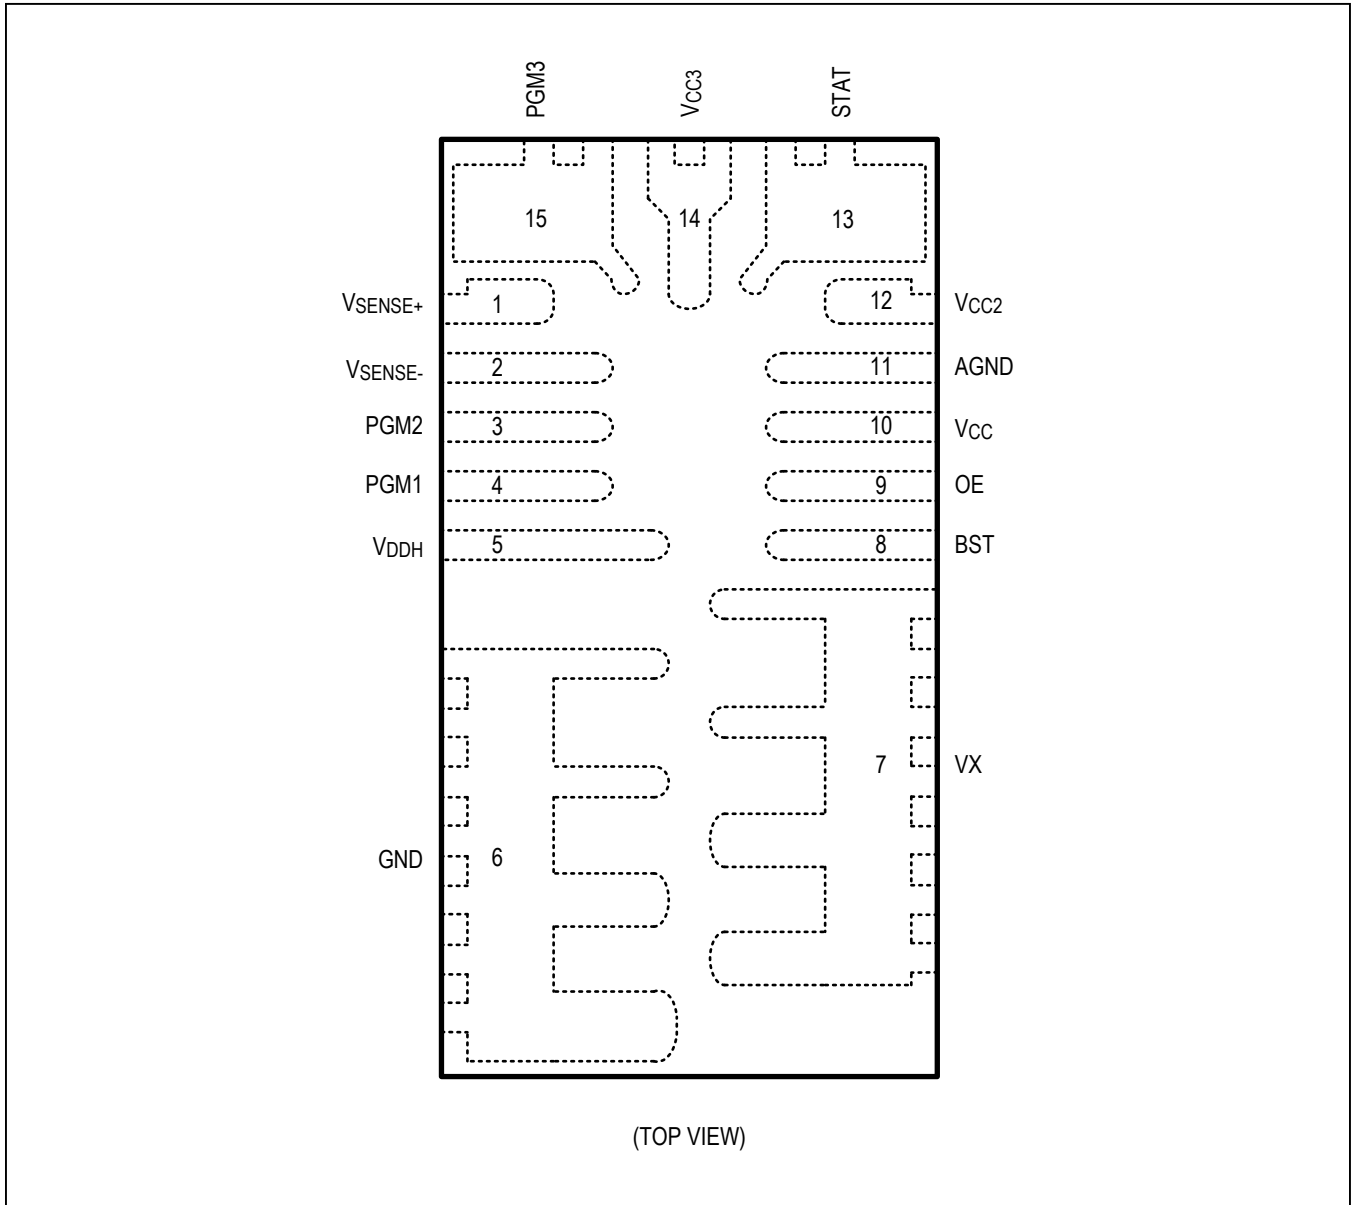 PGM3 VCC3 STAT
15 14 13
VSENSE+ 1 12 VCC2
VSENSE- 2 11 AGND
PGM2 3 10 VCC
PGM1 4 9 OE
VDDH 5 8 BST
7 VX
GND 6
(TOP VIEW)